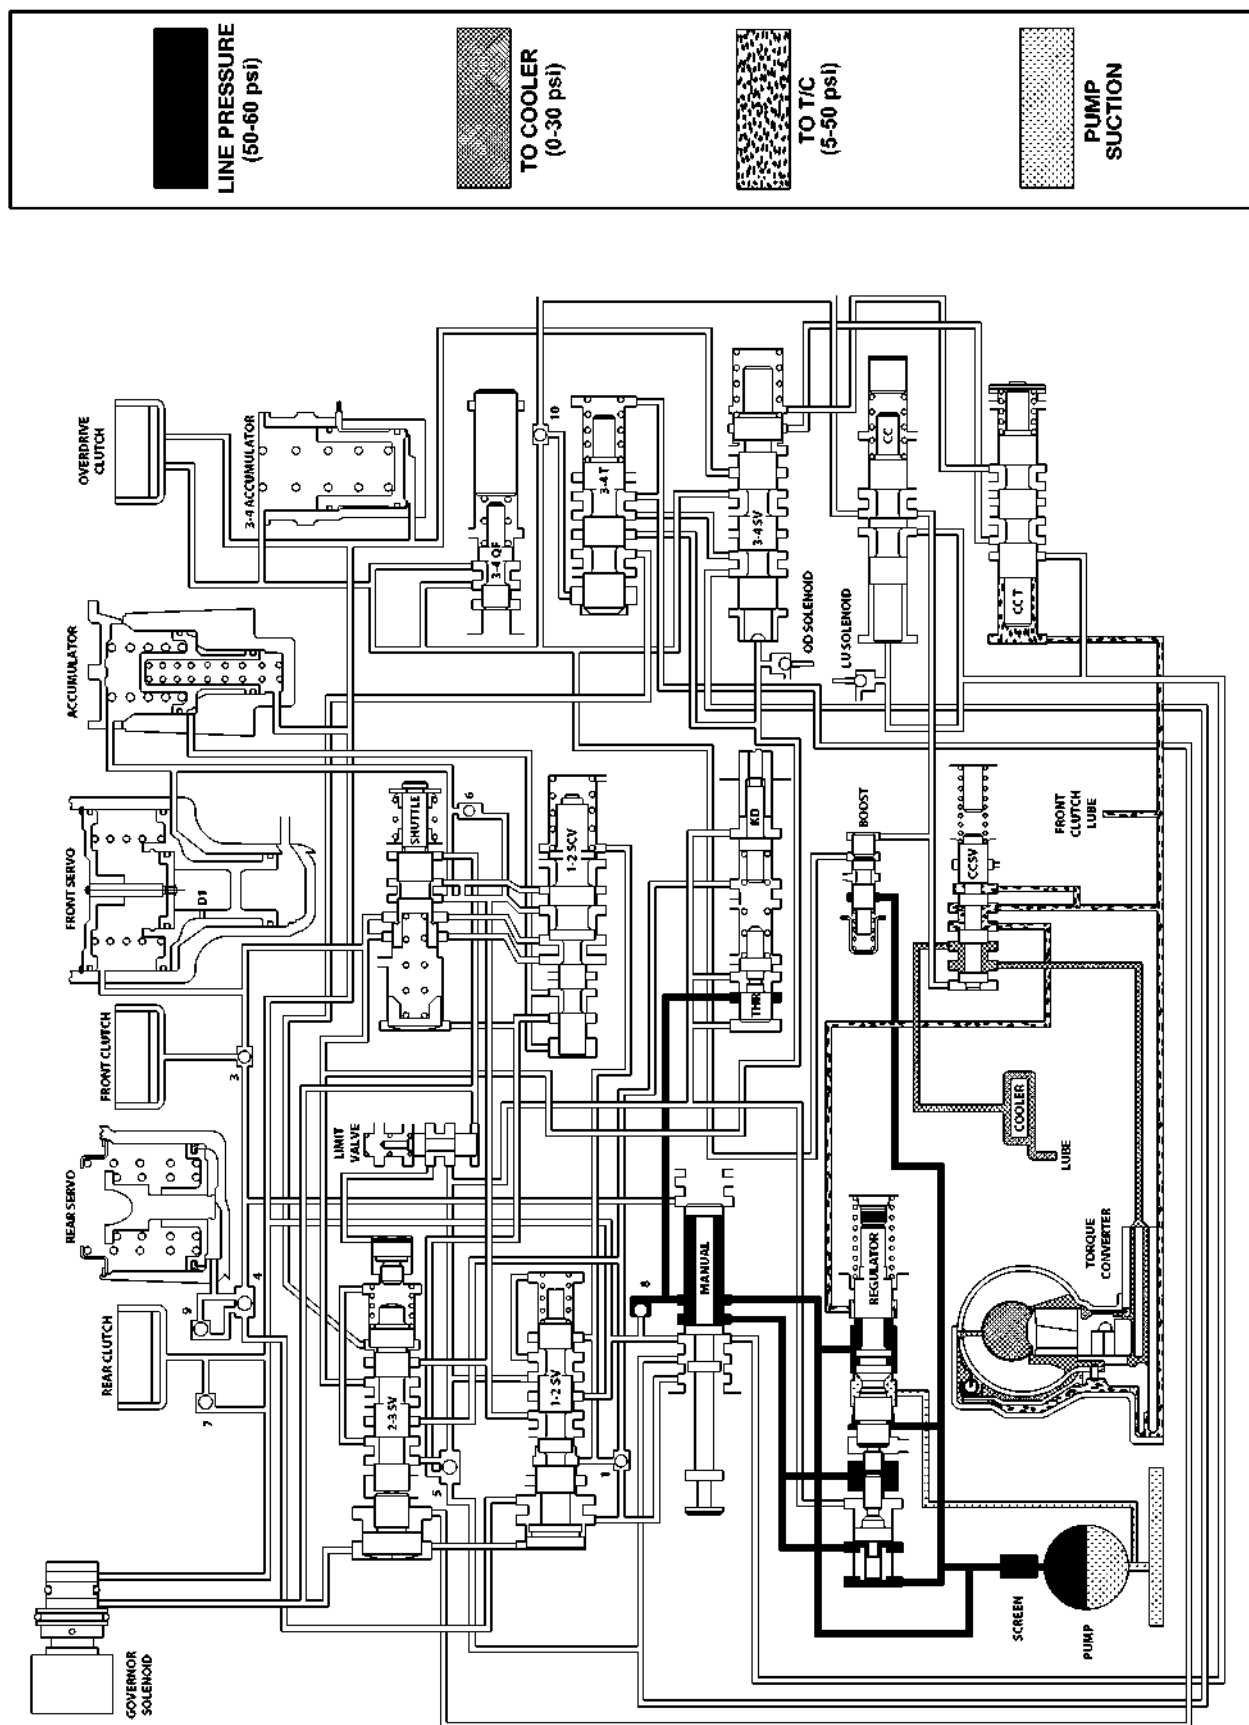 LINE PRESSURE
(50-60 psi)
TO COOLER
(0-30 psi)
TO T/C
(5-50 psi)
PUMP
SUCTION
GOVERNOR
SOLENOID
REAR CLUTCH
REAR SERVO
FRONT CLUTCH
FRONT SERVO
ACCUMULATOR
OVERDRIVE
CLUTCH
3-4 ACCUMULATOR
7
9
4
3
D1
2-3 SV
LIMIT
VALVE
SHUTTLE
6
3-4 QF
10
5
1-2 SV
1
1-2 SCV
3-4 T
MANUAL
8
THR
KD
3-4 SV
OD SOLENOID
LU SOLENOID
REGULATOR
BOOST
CC
CCSV
CC T
SCREEN
PUMP
TORQUE
CONVERTER
COOLER
LUBE
FRONT
CLUTCH
LUBE